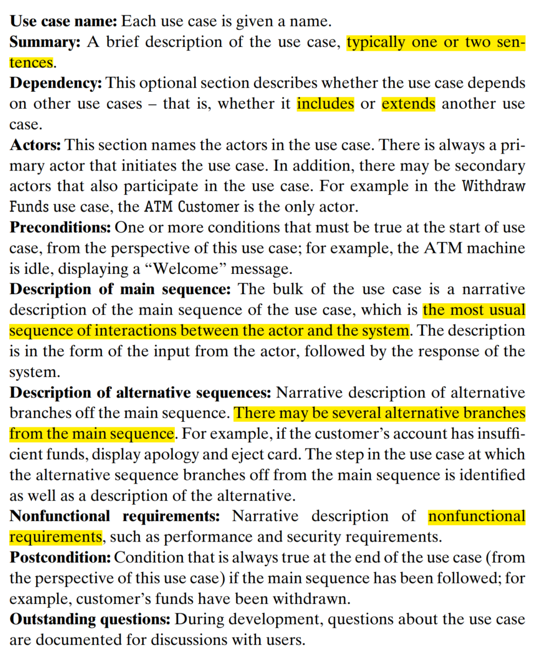 Use case name: Each use case is given a name.
Summary: A brief description of the use case, typically one or two sen-
tences.
Dependency: This optional section describes whether the use case depends
on other use cases – that is, whether it includes or extends another use
case.
Actors: This section names the actors in the use case. There is always a pri-
mary actor that initiates the use case. In addition, there may be secondary
actors that also participate in the use case. For example in the Withdraw
Funds use case, the ATM Customer is the only actor.
Preconditions: One or more conditions that must be true at the start of use
case, from the perspective of this use case; for example, the ATM machine
is idle, displaying a “Welcome” message.
Description of main sequence: The bulk of the use case is a narrative
description of the main sequence of the use case, which is the most usual
sequence of interactions between the actor and the system. The description
is in the form of the input from the actor, followed by the response of the
system.
Description of alternative sequences: Narrative description of alternative
branches off the main sequence. There may be several alternative branches
from the main sequence. For example, if the customer’s account has insuffi-
cient funds, display apology and eject card. The step in the use case at which
the alternative sequence branches off from the main sequence is identified
as well as a description of the alternative.
Nonfunctional requirements: Narrative description of nonfunctional
requirements, such as performance and security requirements.
Postcondition: Condition that is always true at the end of the use case (from
the perspective of this use case) if the main sequence has been followed; for
example, customer’s funds have been withdrawn.
Outstanding questions: During development, questions about the use case
are documented for discussions with users.